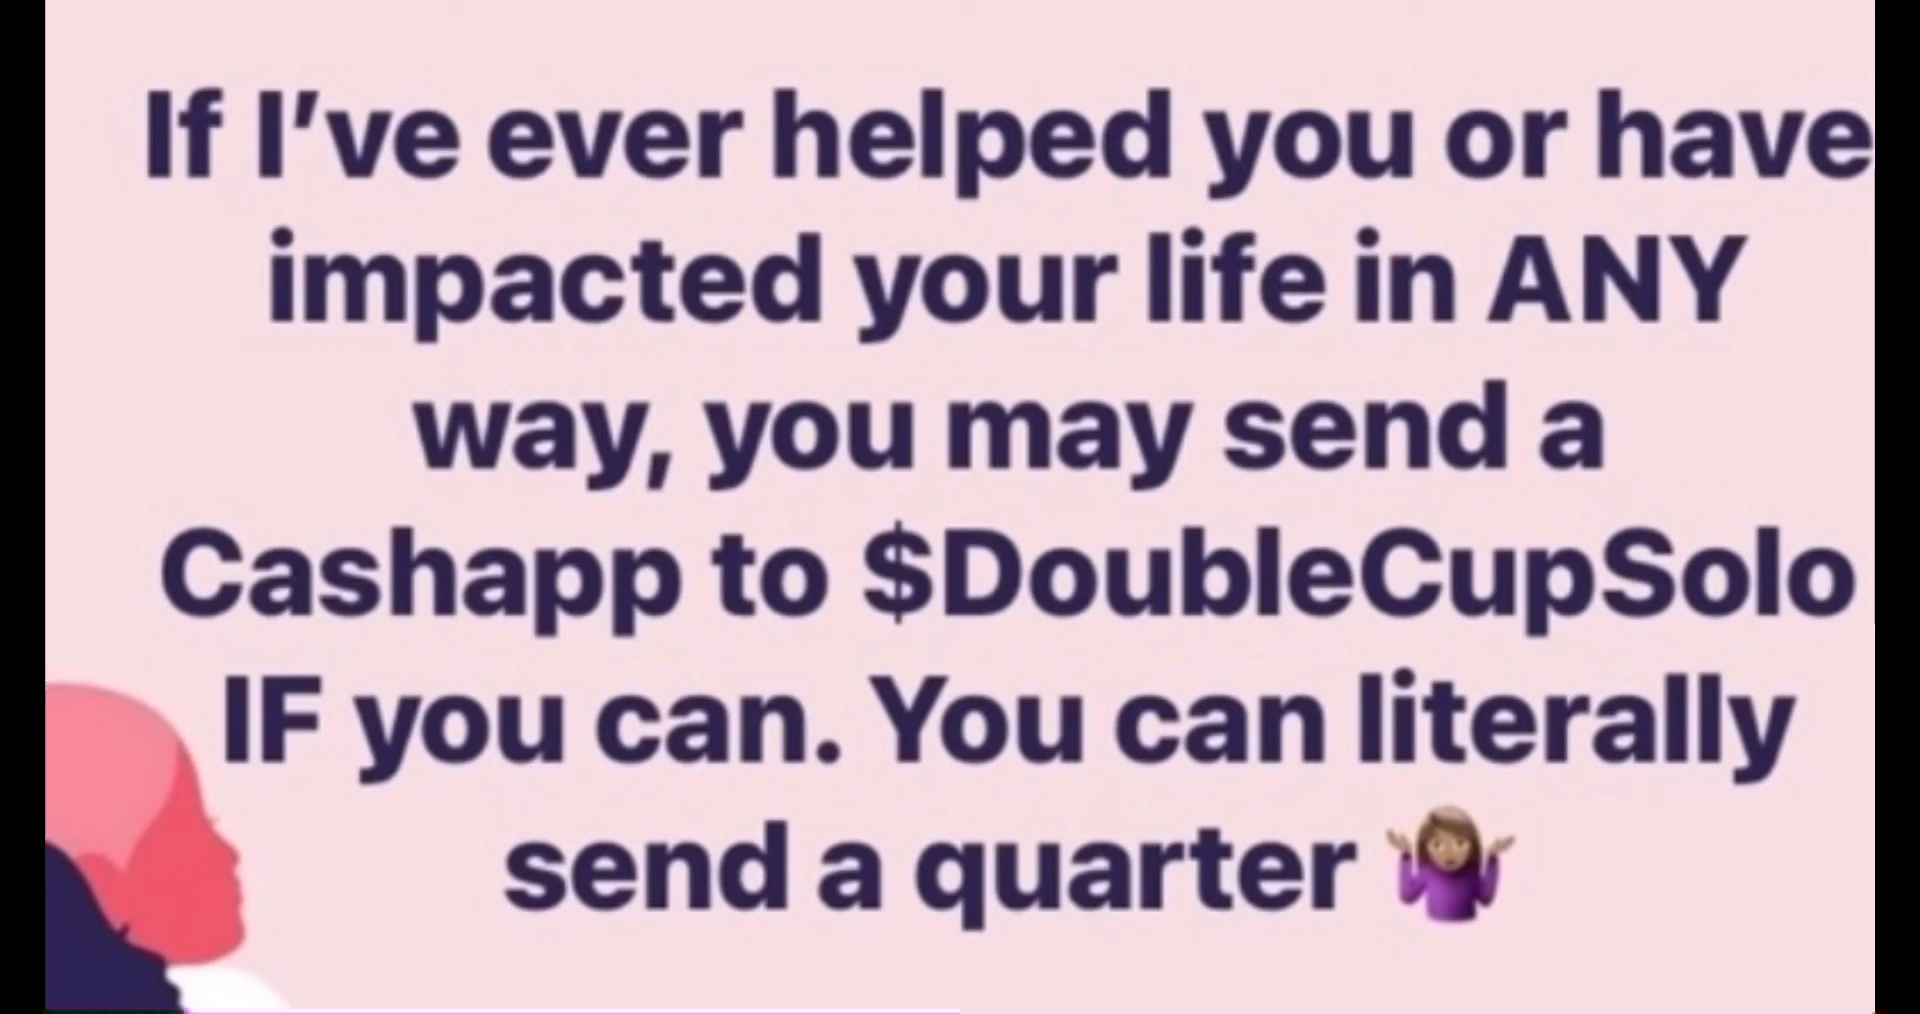 If I’ve ever helped you or have
impacted your life in ANY
way, you may send a
Cashapp to $DoubleCupSolo
IF you can. You can literally
send a quarter 🤷🏽‍♀️